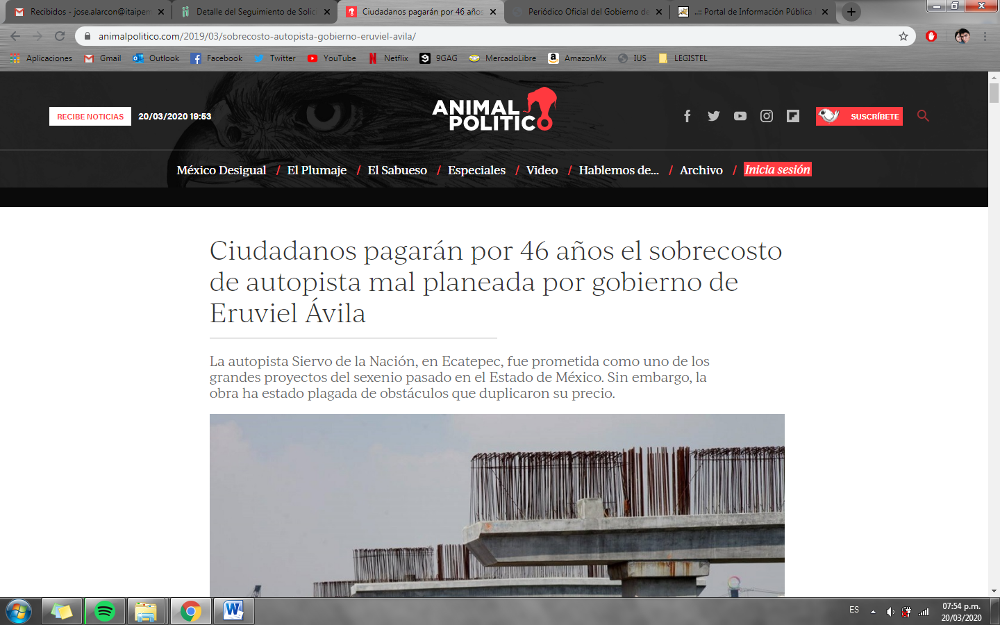 Recibidos - jose.alarcon@itaipem
Detalle del Seguimiento de Solic
Ciudadanos pagarán por 46 años
Periódico Oficial del Gobierno de
..:: Portal de Información Pública
animalpolitico.com/2019/03/sobrecosto-autopista-gobierno-eruviel-avila/
Aplicaciones
Gmail
Outlook
Facebook
Twitter
YouTube
Netflix
9GAG
MercadoLibre
AmazonMx
IUS
LEGISTEL
RECIBE NOTICIAS
20/03/2020 19:53
ANIMAL
POLITICO
SUSCRÍBETE
México Desigual / El Plumaje / El Sabueso / Especiales / Video / Hablemos de... / Archivo / Inicia sesión
Ciudadanos pagarán por 46 años el sobrecosto
de autopista mal planeada por gobierno de
Eruviel Ávila
La autopista Siervo de la Nación, en Ecatepec, fue prometida como uno de los
grandes proyectos del sexenio pasado en el Estado de México. Sin embargo, la
obra ha estado plagada de obstáculos que duplicaron su precio.
ES
07:54 p.m.
20/03/2020